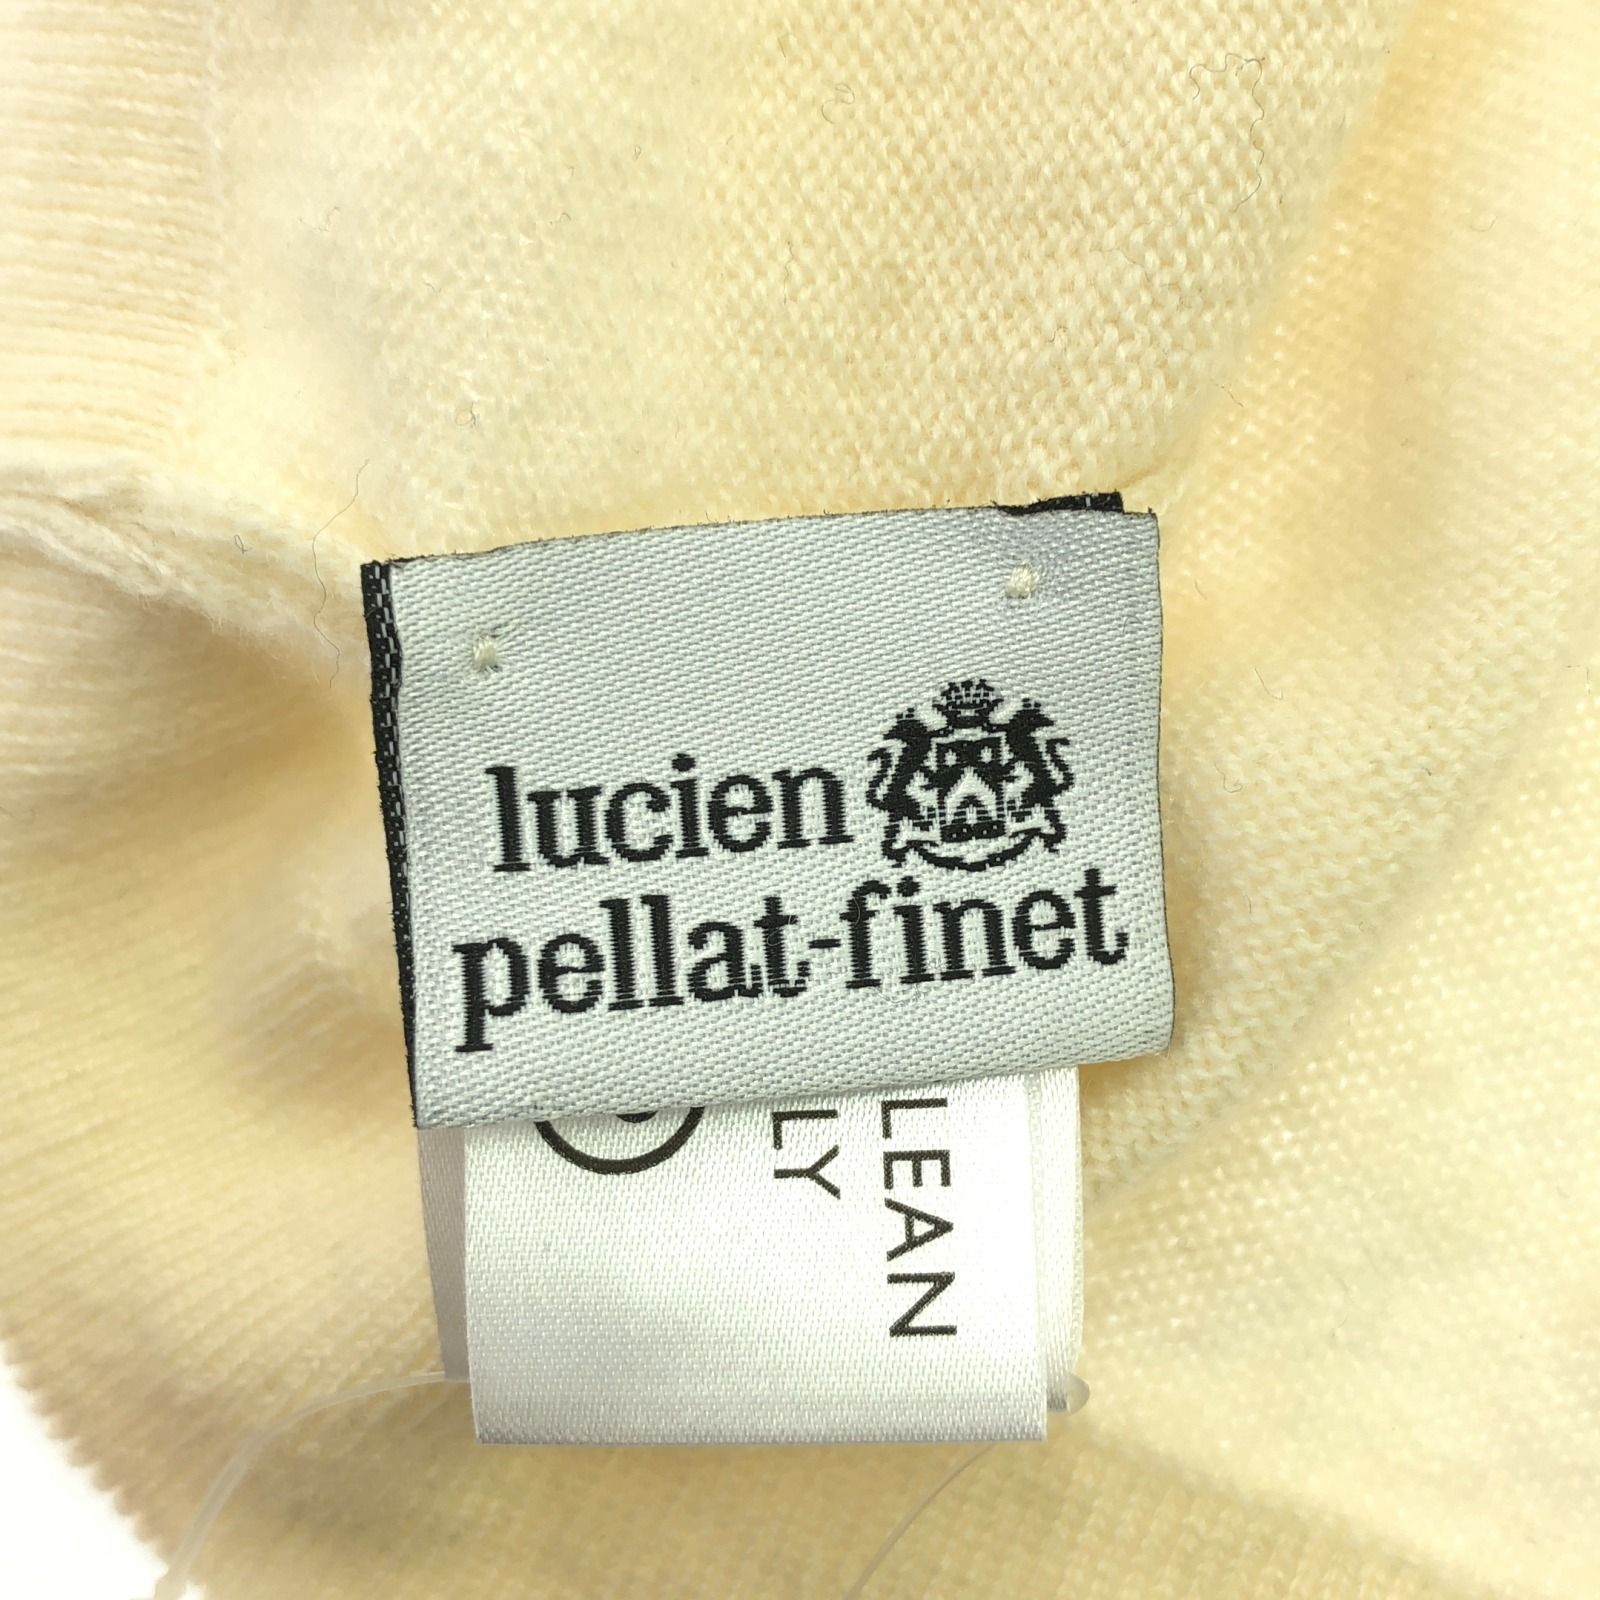 lucien
pellat-finet
LEAN
LY